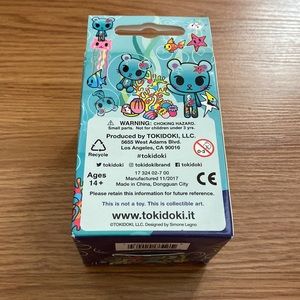 WARNING: CHOKING HAZARD.
Small parts. Not for children under 3 yrs.
Produced by TOKIDOKI, LLC.
5655 West Adams Blvd.
Los Angeles, CA 90016
#tokidoki
Recycle
tokidoki
tokidokibrand
tokidoki
0-3
CE
Ages
14+
17 324 02-7 00
Manufactured 11/2017
Made in China, Dongguan City
Please retain this information for future reference.
This is not a toy. This is collectible art.
www.tokidoki.it
©TOKIDOKI, LLC. Designed by Simone Legno.